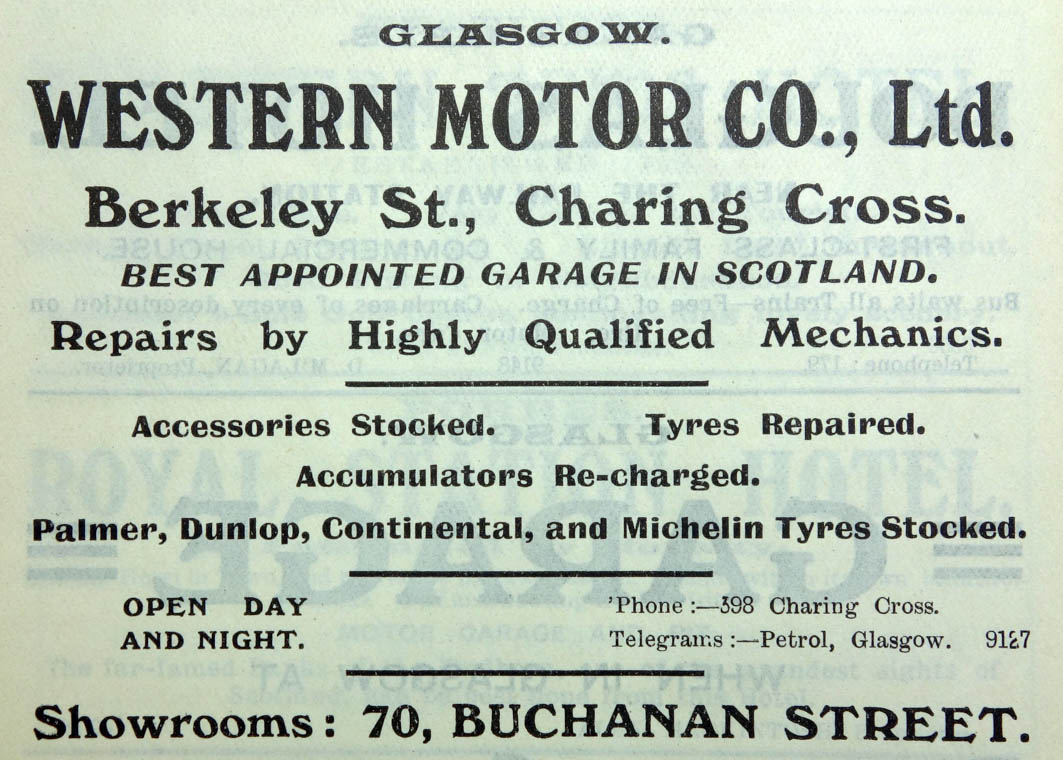 GLASGOW.
WESTERN MOTOR CO., Ltd.
Berkeley St., Charing Cross.
BEST APPOINTED GARAGE IN SCOTLAND.
Repairs by Highly Qualified Mechanics.
Accessories Stocked. Tyres Repaired.
Accumulators Re-charged.
Palmer, Dunlop, Continental, and Michelin Tyres Stocked.
OPEN DAY AND NIGHT.
'Phone :—398 Charing Cross.
Telegrams :—Petrol, Glasgow. 9127
Showrooms: 70, BUCHANAN STREET.